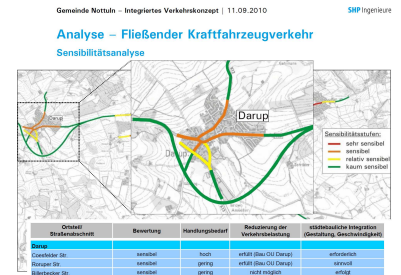 Gemeinde Nottuln – Integriertes Verkehrskonzept | 11.09.2010
SHP Ingenieure
Analyse – Fließender Kraftfahrzeugverkehr
Sensibilitätsanalyse
Darup
Darup
Darup
Sensibilitätsstufen:
sehr sensibel
sensibel
relativ sensibel
kaum sensibel
Ortsteil/ Straßenabschnitt
Bewertung
Handlungsbedarf
Reduzierung der Verkehrsbelastung
städtebauliche Integration (Gestaltung, Geschwindigkeit)
Darup
Coesfelder Str. sensibel hoch erfüllt (Bau OU Darup) erforderlich
Roruper Str. sensibel gering erfüllt (Bau OU Darup) sinnvoll
Billerbecker Str. sensibel gering nicht möglich erfolgt